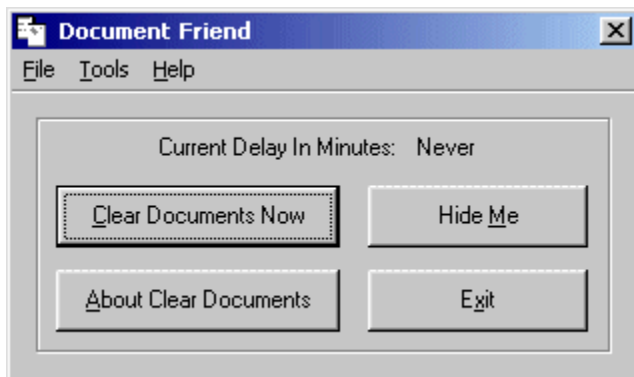 Document Friend
File Tools Help
Current Delay In Minutes: Never
Clear Documents Now Hide Me
About Clear Documents Exit